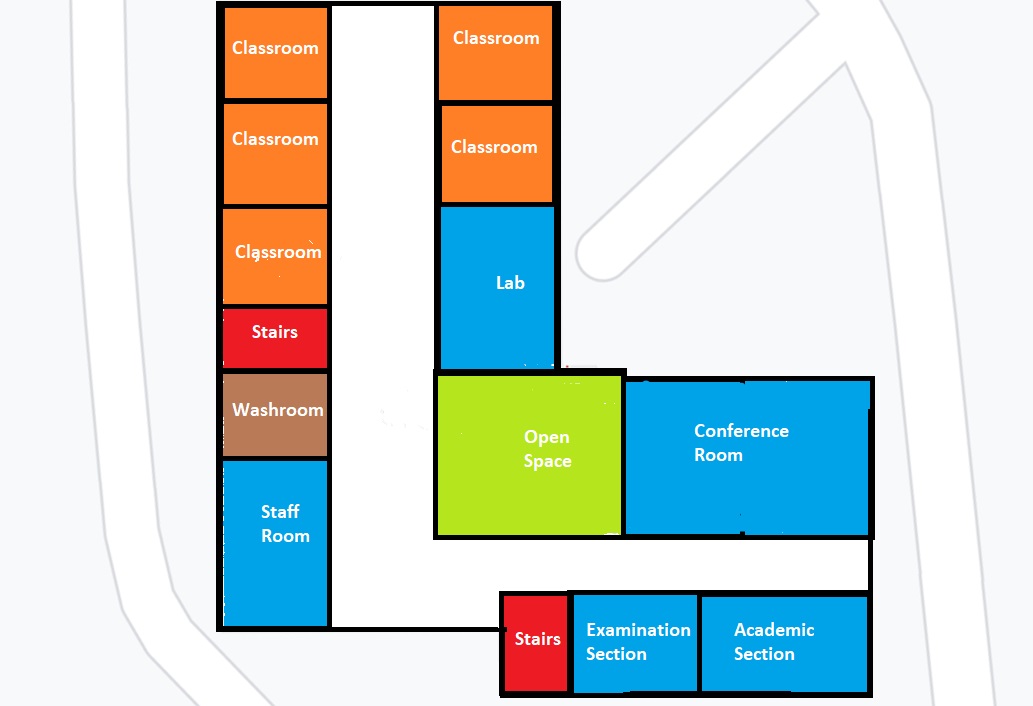 Classroom
Classroom
Classroom
Classroom
Classroom
Lab
Stairs
Washroom
Open
Space
Conference
Room
Staff
Room
Stairs
Examination
Section
Academic
Section